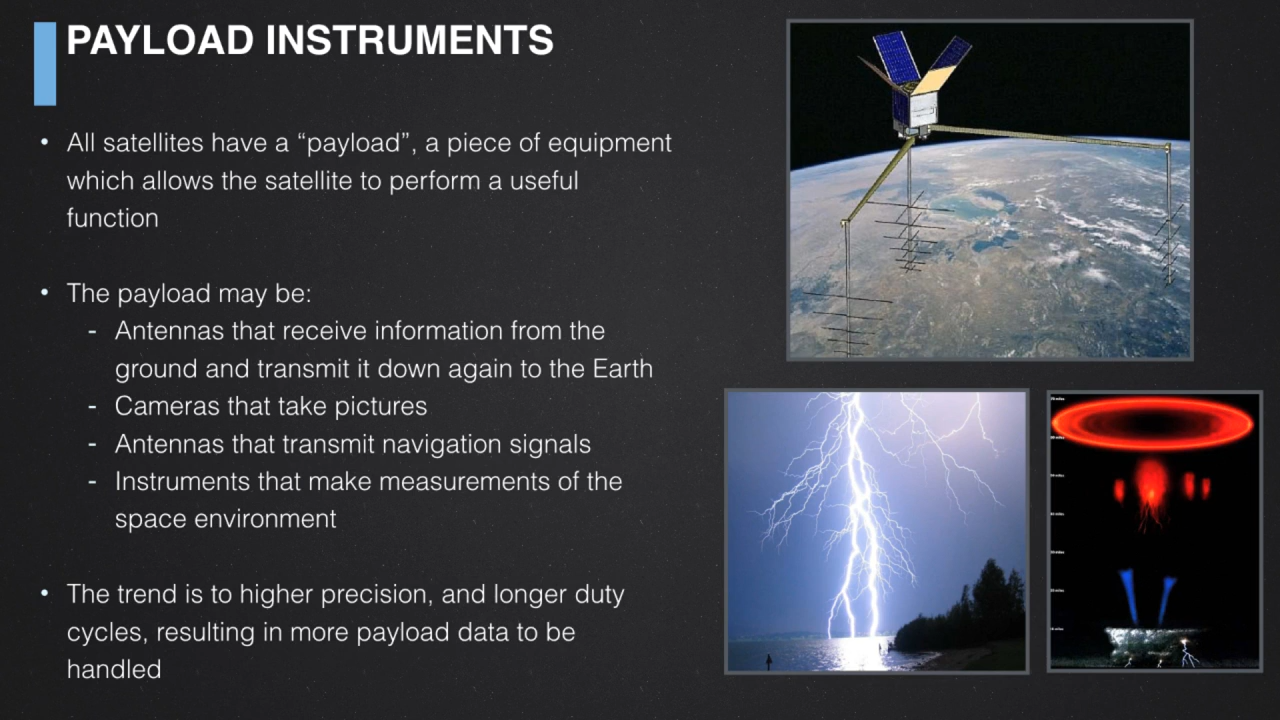 PAYLOAD INSTRUMENTS
• All satellites have a “payload”, a piece of equipment
which allows the satellite to perform a useful
function
• The payload may be:
- Antennas that receive information from the
ground and transmit it down again to the Earth
- Cameras that take pictures
- Antennas that transmit navigation signals
- Instruments that make measurements of the
space environment
• The trend is to higher precision, and longer duty
cycles, resulting in more payload data to be
handled